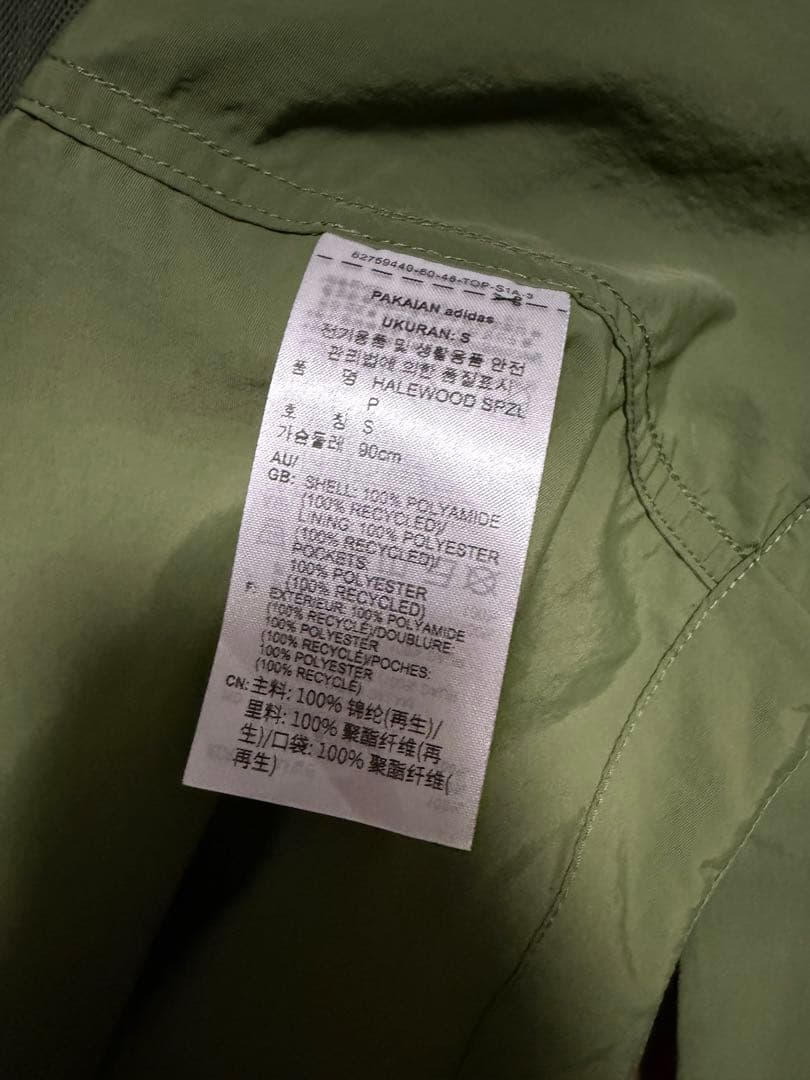 62759449-60-46-TOP-S1A-3
PAKAIAN adidas
UKURAN: S
전기용품 및 생활용품 안전
관리법에 의한 품질표시
품 명 HALEWOOD SPZL
P
호 칭 S
가슴둘레 90cm
AU/
GB: SHELL: 100% POLYAMIDE
(100% RECYCLED)/
LINING: 100% POLYESTER
(100% RECYCLED)/
POCKETS:
100% POLYESTER
(100% RECYCLED)
F: EXTÉRIEUR: 100% POLYAMIDE
(100% RECYCLÉ)/DOUBLURE:
100% POLYESTER
(100% RECYCLÉ)/POCHES:
100% POLYESTER
(100% RECYCLÉ)
CN: 主料: 100% 锦纶(再生)/
里料: 100% 聚酯纤维(再
生)/口袋: 100% 聚酯纤维(
再生)